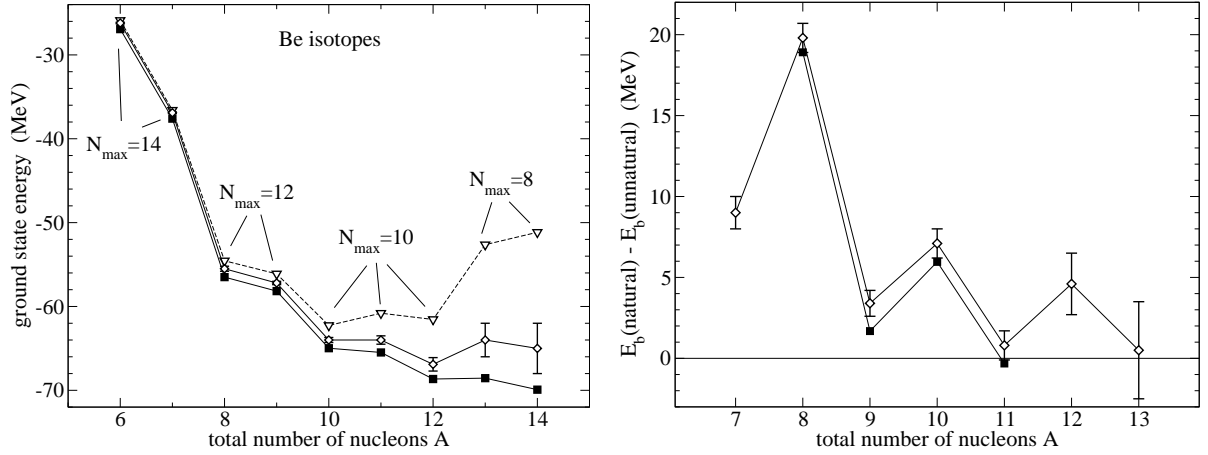 Be isotopes
ground state energy (MeV)
-30
-40
-50
-60
-70
N_max=14
N_max=12
N_max=10
N_max=8
6
8
10
12
14
total number of nucleons A
E_b(natural) - E_b(unnatural) (MeV)
20
15
10
5
0
7
8
9
10
11
12
13
total number of nucleons A